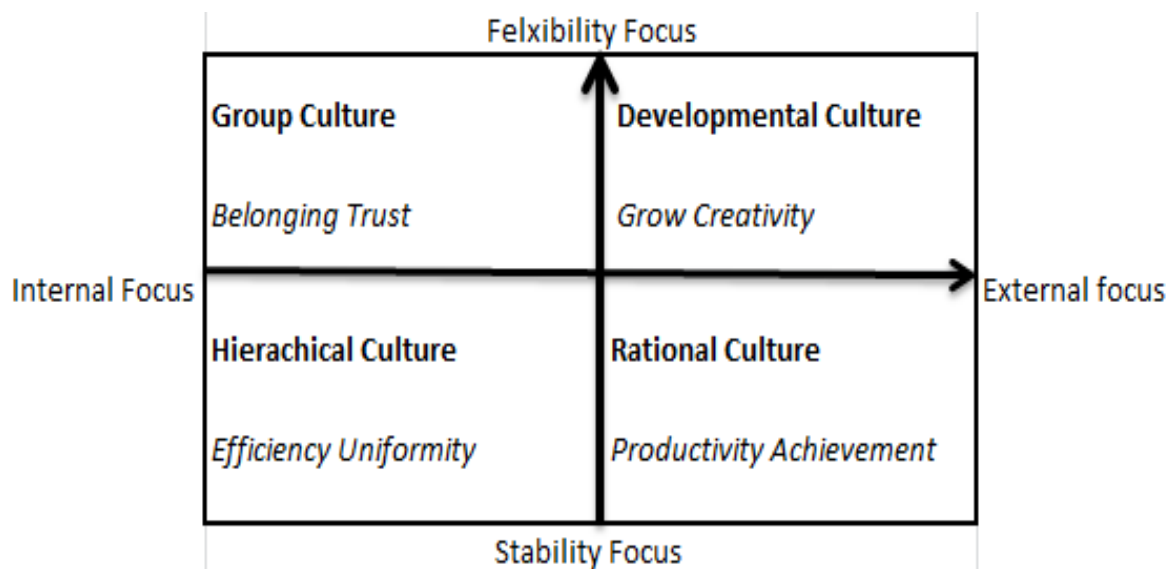 Felxibility Focus
Group Culture
Developmental Culture
Belonging Trust
Grow Creativity
Internal Focus
External focus
Hierachical Culture
Rational Culture
Efficiency Uniformity
Productivity Achievement
Stability Focus